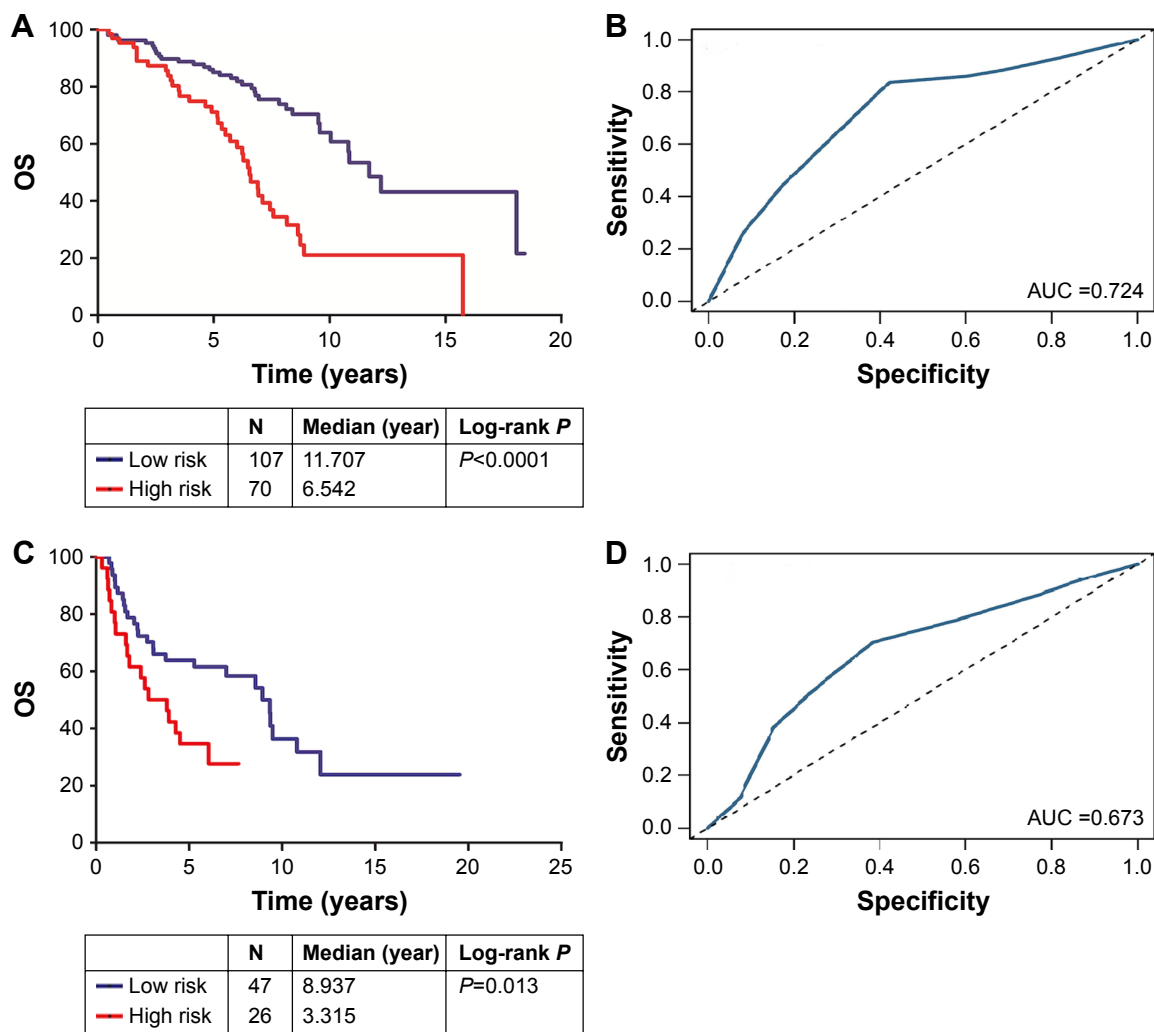 A
100
80
60
40
20
0
OS
0 5 10 15 20
Time (years)
N Median (year) Log-rank P
Low risk 107 11.707 P<0.0001
High risk 70 6.542
B
1.0
0.8
0.6
0.4
0.2
0.0
Sensitivity
AUC =0.724
0.0 0.2 0.4 0.6 0.8 1.0
Specificity
C
100
80
60
40
20
0
OS
0 5 10 15 20 25
Time (years)
N Median (year) Log-rank P
Low risk 47 8.937 P=0.013
High risk 26 3.315
D
1.0
0.8
0.6
0.4
0.2
0.0
Sensitivity
AUC =0.673
0.0 0.2 0.4 0.6 0.8 1.0
Specificity